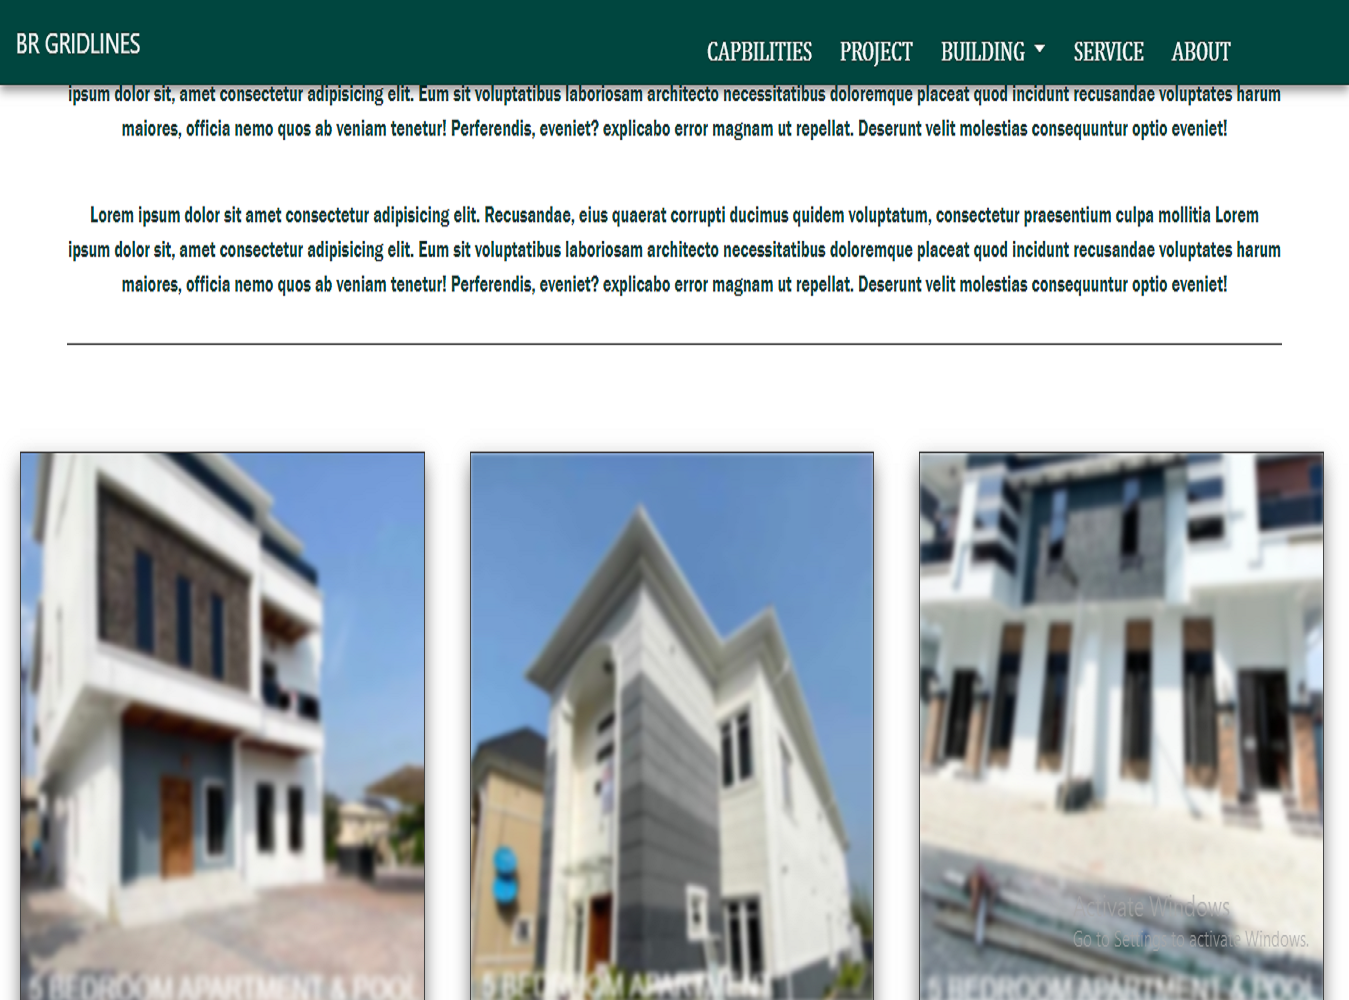 BR GRIDLINES
CAPBILITIES PROJECT BUILDING SERVICE ABOUT
ipsum dolor sit, amet consectetur adipisicing elit. Eum sit voluptatibus laboriosam architecto necessitatibus doloremque placeat quod incidunt recusandae voluptates harum
maiores, officia nemo quos ab veniam tenetur! Perferendis, eveniet? explicabo error magnam ut repellat. Deserunt velit molestias consequuntur optio eveniet!
Lorem ipsum dolor sit amet consectetur adipisicing elit. Recusandae, eius quaerat corrupti ducimus quidem voluptatum, consectetur praesentium culpa mollitia Lorem
ipsum dolor sit, amet consectetur adipisicing elit. Eum sit voluptatibus laboriosam architecto necessitatibus doloremque placeat quod incidunt recusandae voluptates harum
maiores, officia nemo quos ab veniam tenetur! Perferendis, eveniet? explicabo error magnam ut repellat. Deserunt velit molestias consequuntur optio eveniet!
Activate Windows
Go to Settings to activate Windows.
5 BEDROOM APARTMENT & POOL
5 BEDROOM APARTMENT
5 BEDROOM APARTMENT & POOL